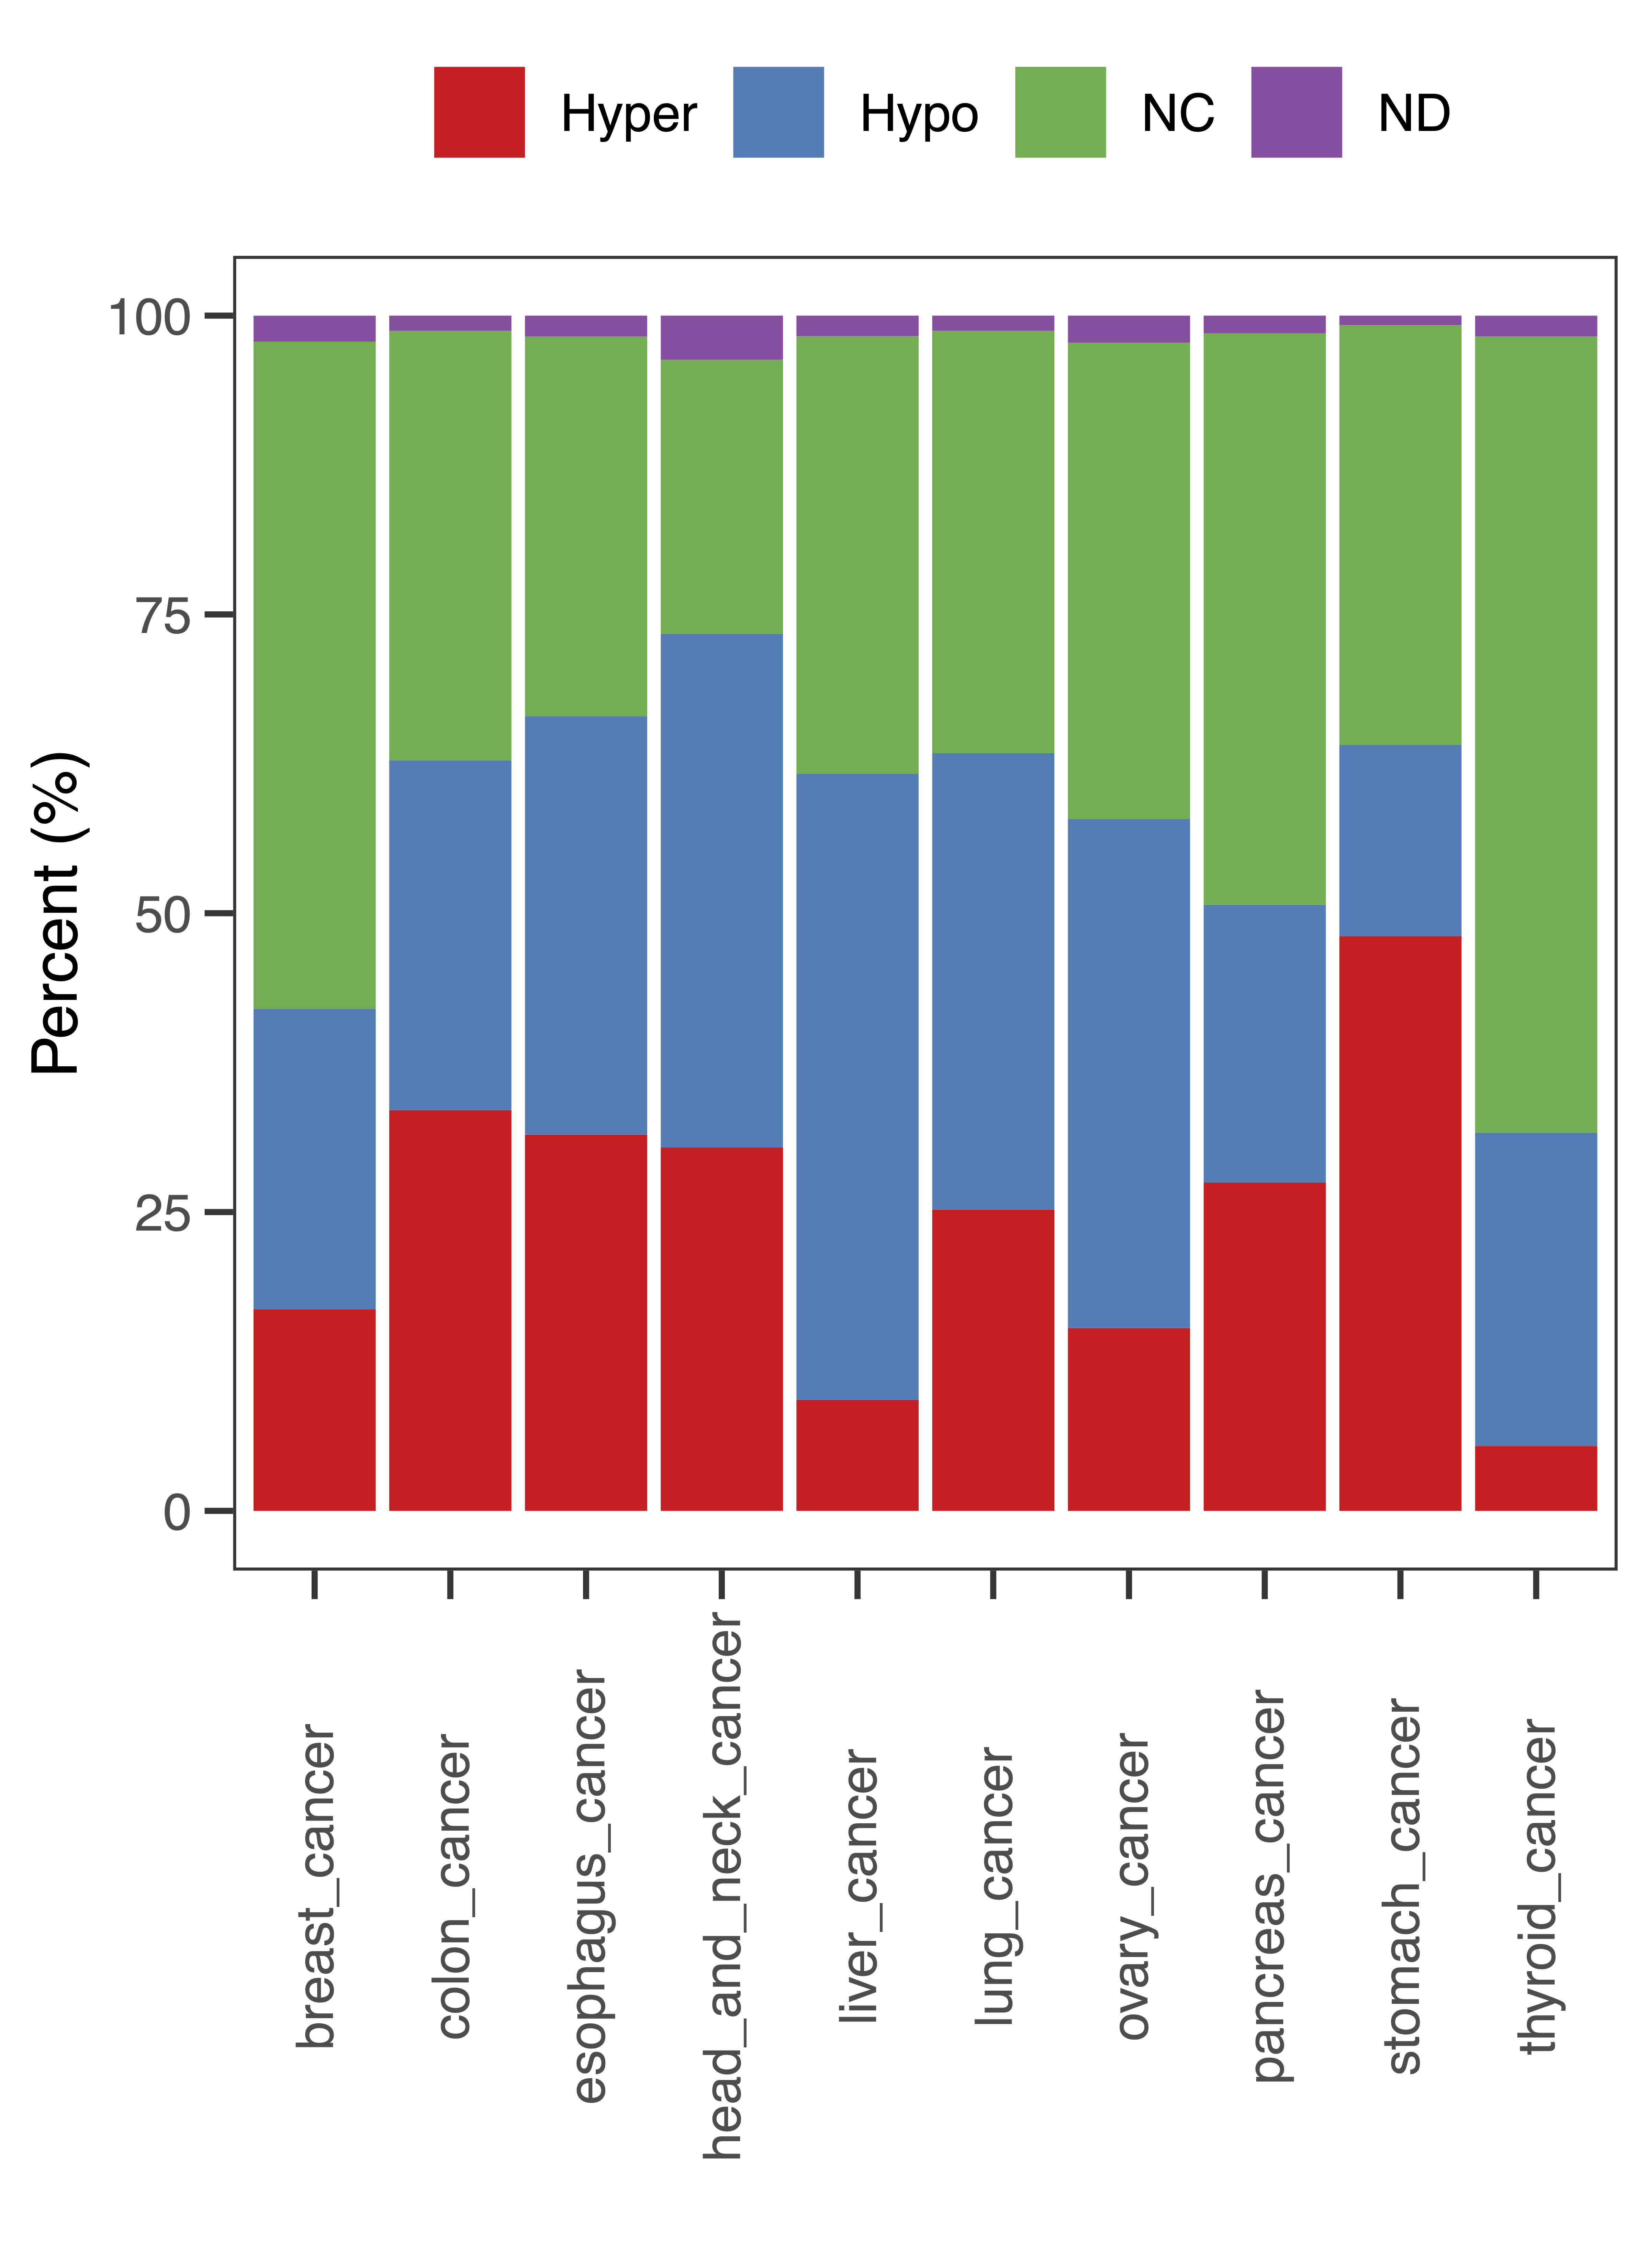 Hyper Hypo NC ND
Percent (%)
100
75
50
25
0
breast_cancer
colon_cancer
esophagus_cancer
head_and_neck_cancer
liver_cancer
lung_cancer
ovary_cancer
pancreas_cancer
stomach_cancer
thyroid_cancer